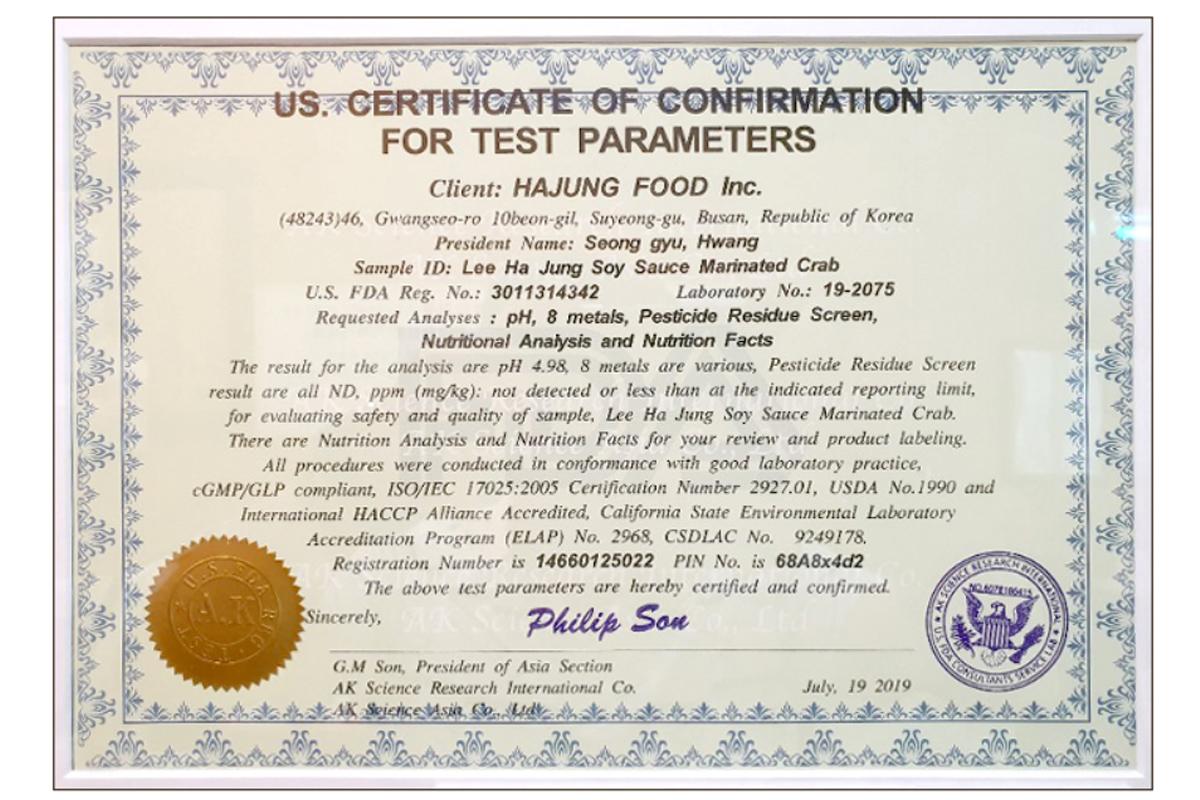 US. CERTIFICATE OF CONFIRMATION
FOR TEST PARAMETERS
Client: HAJUNG FOOD Inc.
(48243)46, Gwangseo-ro 10beon-gil, Suyeong-gu, Busan, Republic of Korea
President Name: Seong gyu, Hwang
Sample ID: Lee Ha Jung Soy Sauce Marinated Crab
U.S. FDA Reg. No.: 3011314342 Laboratory No.: 19-2075
Requested Analyses : pH, 8 metals, Pesticide Residue Screen,
Nutritional Analysis and Nutrition Facts
The result for the analysis are pH 4.98, 8 metals are various, Pesticide Residue Screen
result are all ND, ppm (mg/kg): not detected or less than at the indicated reporting limit,
for evaluating safety and quality of sample, Lee Ha Jung Soy Sauce Marinated Crab.
There are Nutrition Analysis and Nutrition Facts for your review and product labeling.
All procedures were conducted in conformance with good laboratory practice,
cGMP/GLP compliant, ISO/IEC 17025:2005 Certification Number 2927.01, USDA No.1990 and
International HACCP Alliance Accredited, California State Environmental Laboratory
Accreditation Program (ELAP) No. 2968, CSDLAC No. 9249178.
Registration Number is 14660125022 PIN No. is 68A8x4d2
The above test parameters are hereby certified and confirmed.
Sincerely,
Philip Son
G.M Son, President of Asia Section
AK Science Research International Co.
July, 19 2019
AK Science Asia Co., Ltd
U.S.FDA
A.K
TEST
AK SCIENCE RESEARCH INTERNATIONAL
U.S FDA CONSULTANTS SERVICE LAB